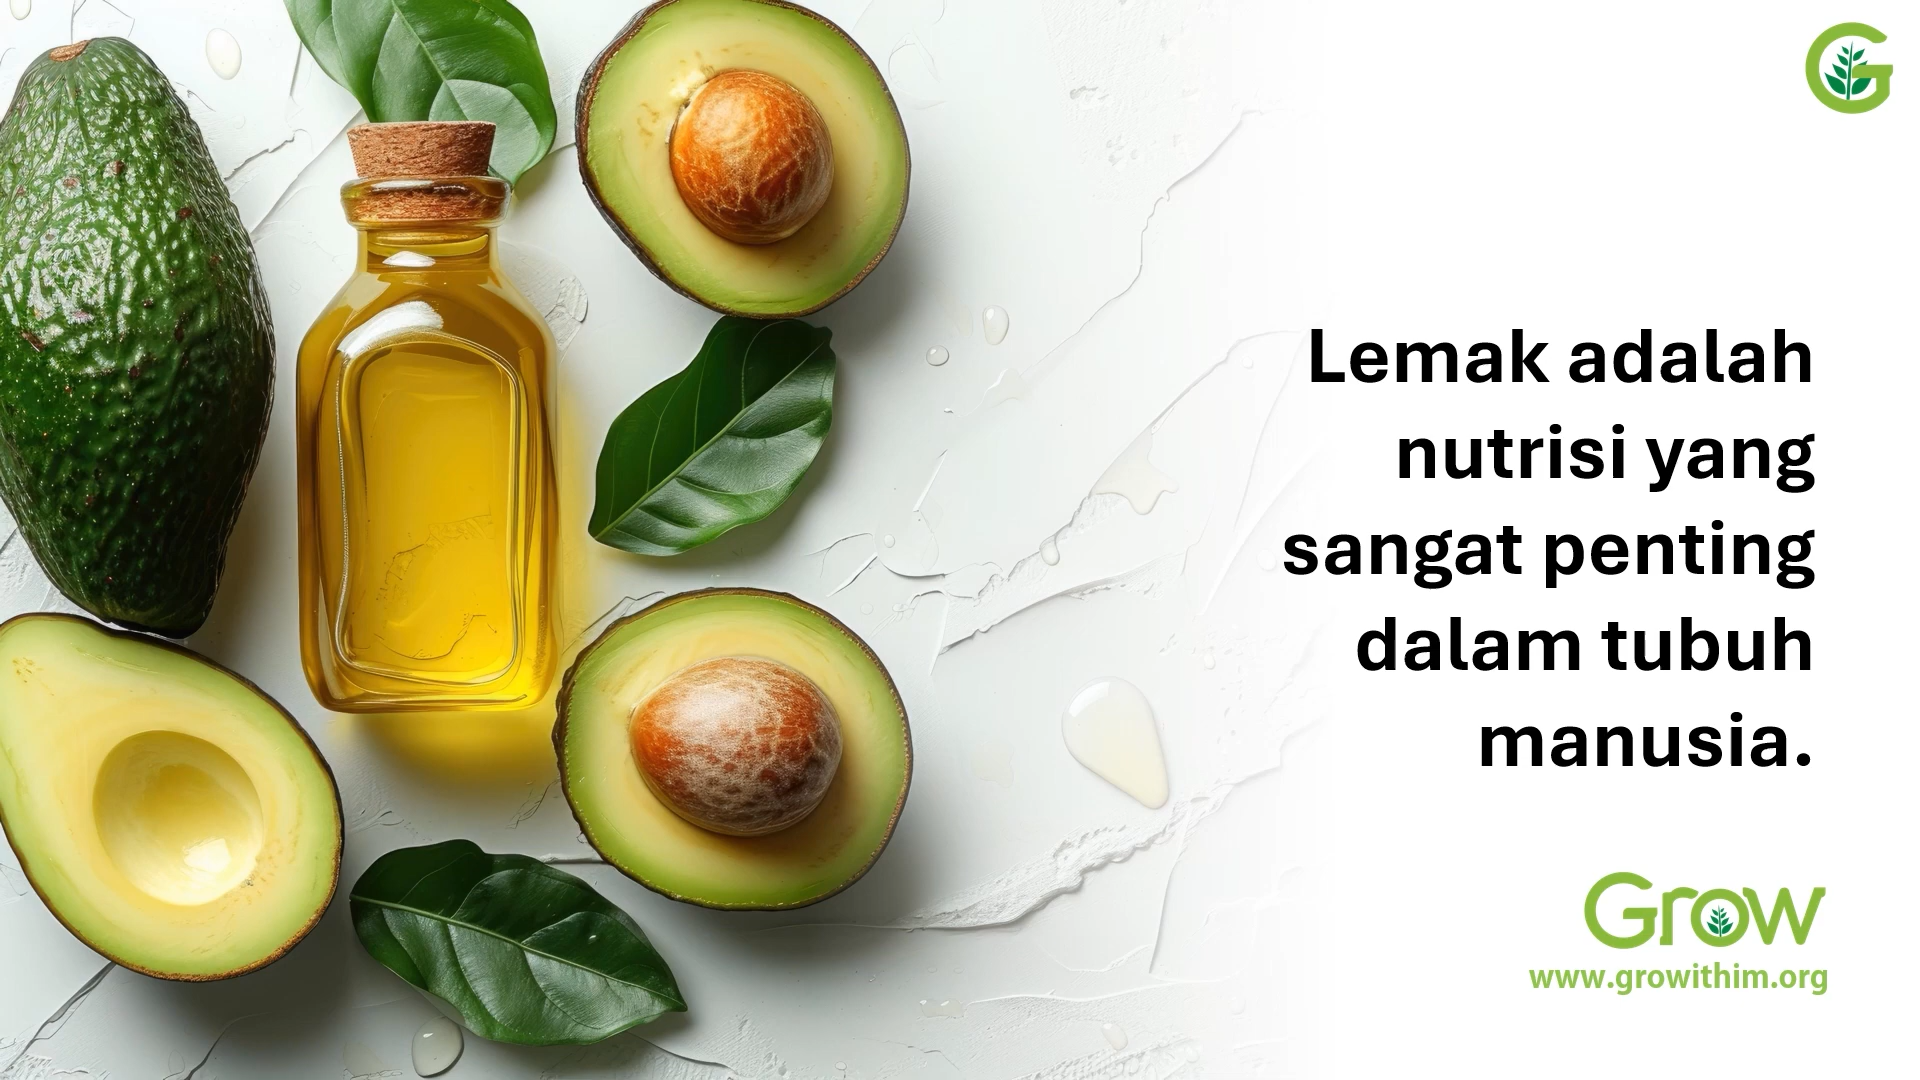 Lemak adalah
nutrisi yang
sangat penting
dalam tubuh
manusia.
Grow
www.growithim.org